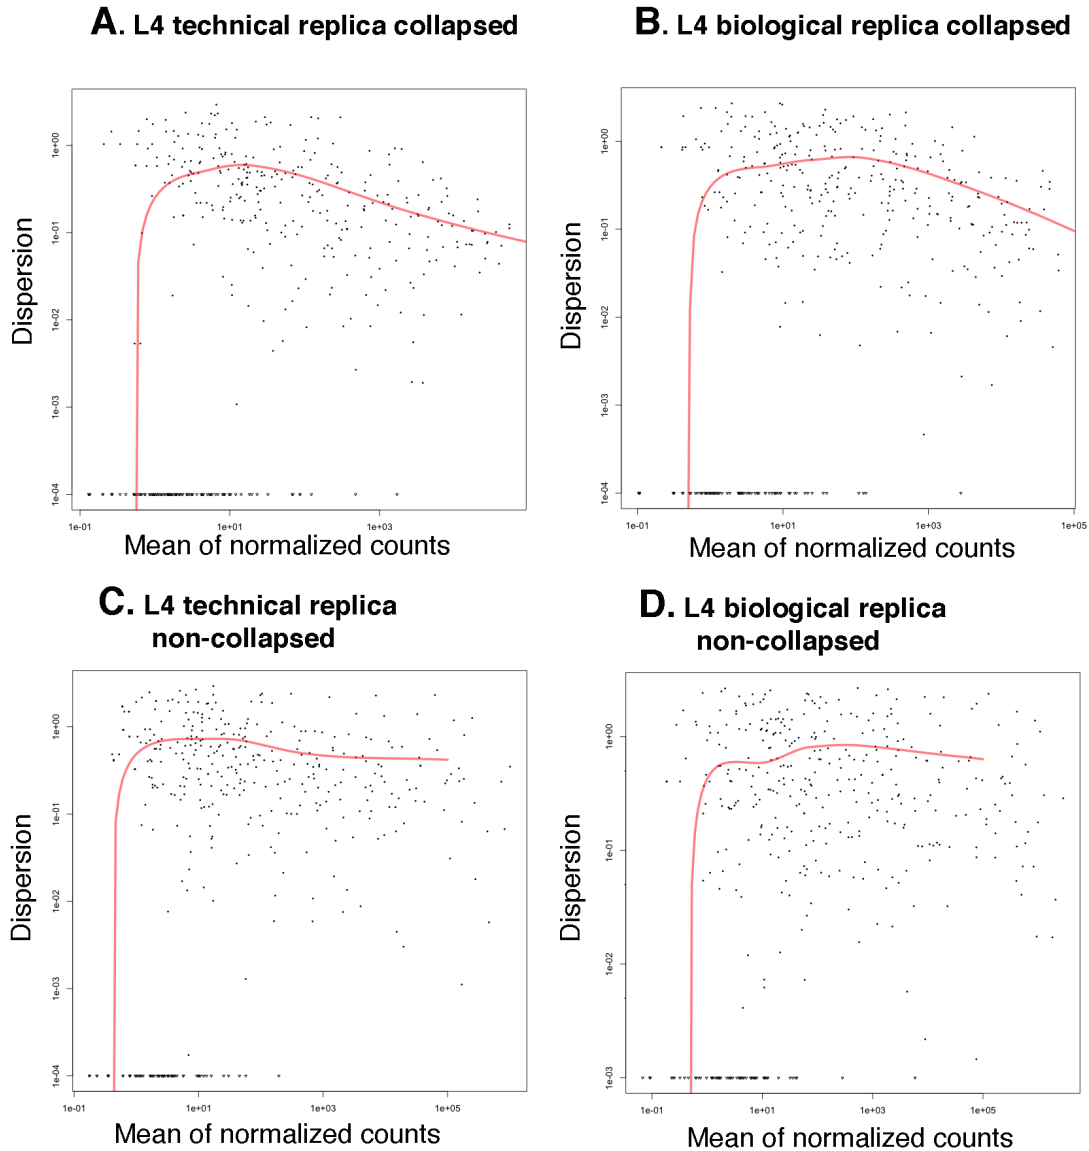 A. L4 technical replica collapsed
Dispersion
1e+00
1e-01
1e-02
1e-03
1e-04
1e-01
1e+01
1e+03
Mean of normalized counts
B. L4 biological replica collapsed
Dispersion
1e+00
1e-01
1e-02
1e-03
1e-04
1e-01
1e+01
1e+03
1e+05
Mean of normalized counts
C. L4 technical replica
non-collapsed
Dispersion
1e+00
1e-01
1e-02
1e-03
1e-04
1e-01
1e+01
1e+03
1e+05
Mean of normalized counts
D. L4 biological replica
non-collapsed
Dispersion
1e+00
1e-01
1e-02
1e-03
1e-01
1e+01
1e+03
1e+05
Mean of normalized counts